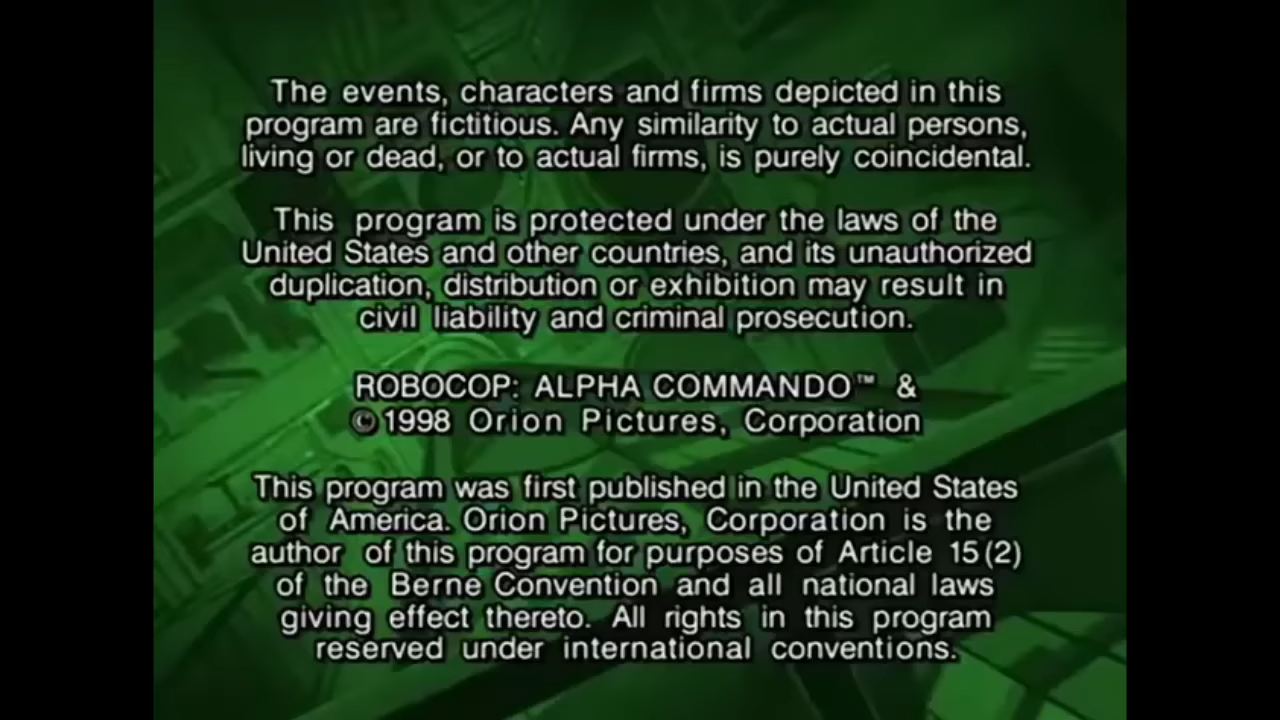 The events, characters and firms depicted in this
program are fictitious. Any similarity to actual persons,
living or dead, or to actual firms, is purely coincidental.
This program is protected under the laws of the
United States and other countries, and its unauthorized
duplication, distribution or exhibition may result in
civil liability and criminal prosecution.
ROBOCOP: ALPHA COMMANDO™ &
©1998 Orion Pictures, Corporation
This program was first published in the United States
of America. Orion Pictures, Corporation is the
author of this program for purposes of Article 15(2)
of the Berne Convention and all national laws
giving effect thereto. All rights in this program
reserved under international conventions.